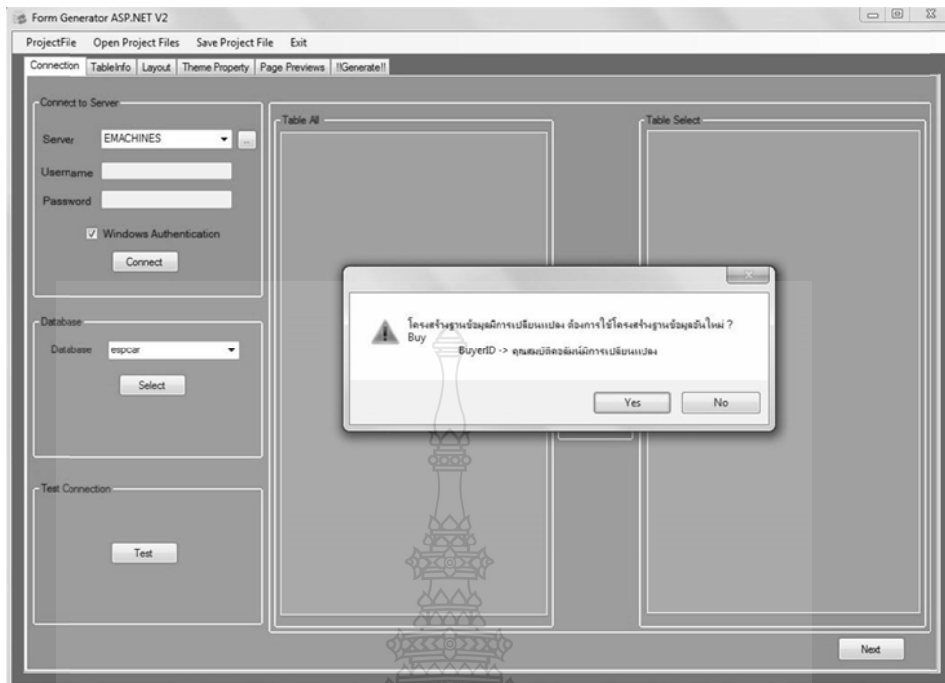 Form Generator ASP.NET V2
ProjectFile Open Project Files Save Project File Exit
Connection TableInfo Layout Theme Property Page Previews !!Generate!!
Connect to Server
Server EMACHINES ...
Username
Password
Windows Authentication
Connect
Database
Database espcar
Select
Test Connection
Test
Table All
Table Select
โครงสร้างฐานข้อมูลมีการเปลี่ยนแปลง ต้องการใช้โครงสร้างฐานข้อมูลอันใหม่ ?
Buy
BuyerID -> คุณสมบัติคอลัมน์มีการเปลี่ยนแปลง
Yes No
Next